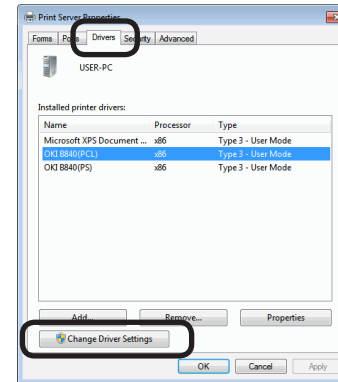 Print Server Properties
Forms Ports Drivers Security Advanced
USER-PC
Installed printer drivers:
Name Processor Type
Microsoft XPS Document ... x86 Type 3 - User Mode
OKI B840(PCL) x86 Type 3 - User Mode
OKI B840(PS) x86 Type 3 - User Mode
Add... Remove... Properties
Change Driver Settings
OK Cancel Apply